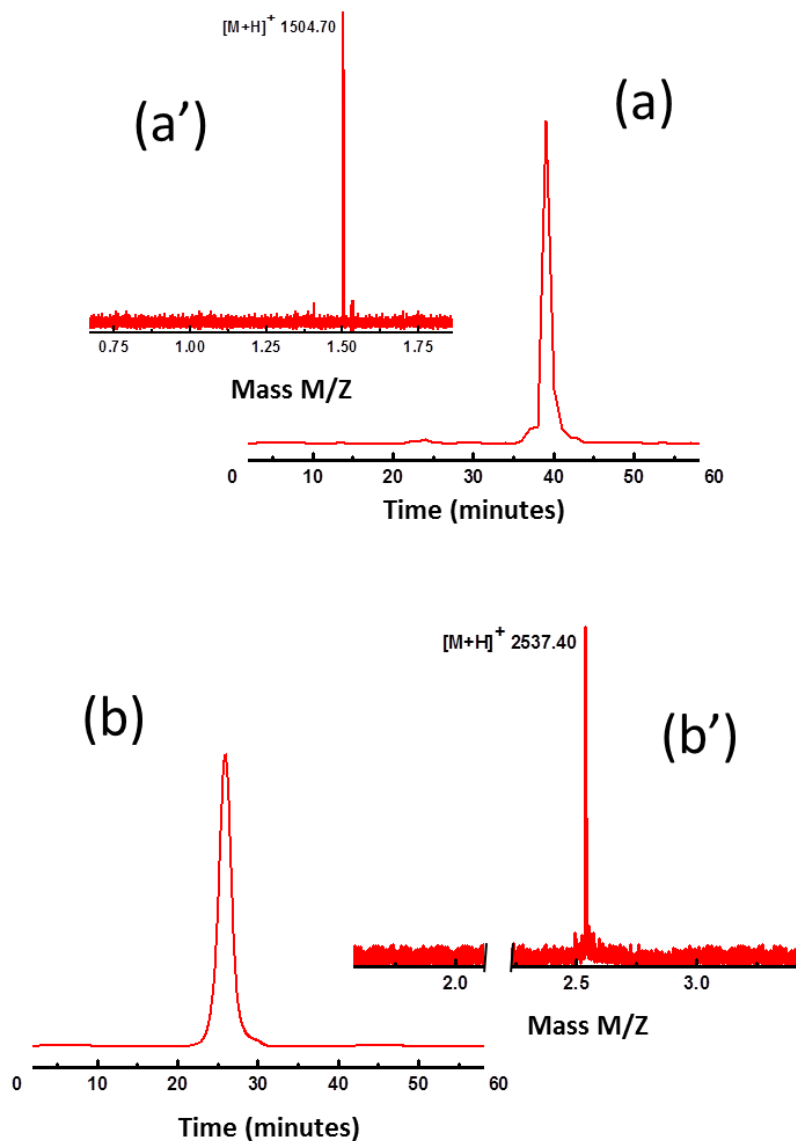 [M+H]+ 1504.70
(a')
(a)
0.75 1.00 1.25 1.50 1.75
Mass M/Z
0 10 20 30 40 50 60
Time (minutes)
[M+H]+ 2537.40
(b)
(b')
2.0 2.5 3.0
Mass M/Z
0 10 20 30 40 50 60
Time (minutes)